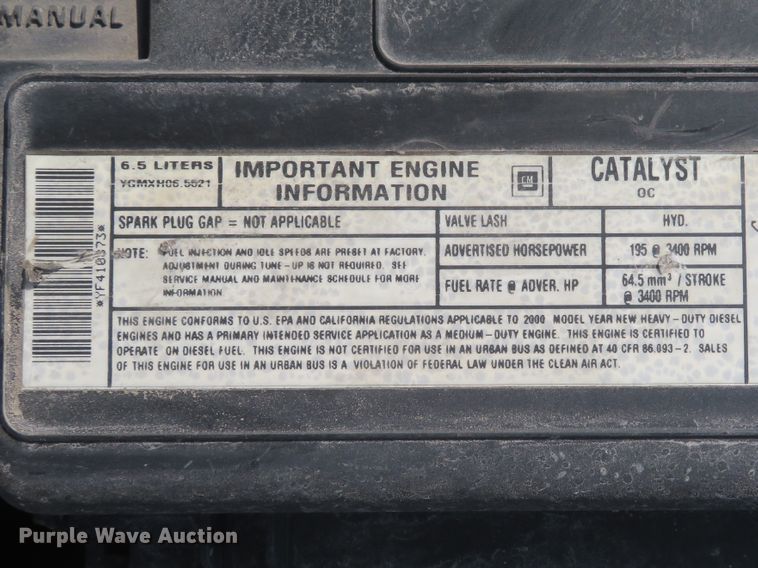 MANUAL
6.5 LITERS
YGMXH06.5521
IMPORTANT ENGINE
INFORMATION
GM
CATALYST
OC
SPARK PLUG GAP = NOT APPLICABLE
VALVE LASH
HYD.
NOTE: FUEL INJECTION AND IDLE SPEEDS ARE PRESET AT FACTORY.
ADJUSTMENT DURING TUNE-UP IS NOT REQUIRED. SEE
SERVICE MANUAL AND MAINTENANCE SCHEDULE FOR MORE
INFORMATION
ADVERTISED HORSEPOWER
195 @ 3400 RPM
FUEL RATE @ ADVER. HP
64.5 mm³ / STROKE
@ 3400 RPM
THIS ENGINE CONFORMS TO U.S. EPA AND CALIFORNIA REGULATIONS APPLICABLE TO 2000 MODEL YEAR NEW HEAVY-DUTY DIESEL
ENGINES AND HAS A PRIMARY INTENDED SERVICE APPLICATION AS A MEDIUM-DUTY ENGINE. THIS ENGINE IS CERTIFIED TO
OPERATE ON DIESEL FUEL. THIS ENGINE IS NOT CERTIFIED FOR USE IN AN URBAN BUS AS DEFINED AT 40 CFR 86.093-2. SALES
OF THIS ENGINE FOR USE IN AN URBAN BUS IS A VIOLATION OF FEDERAL LAW UNDER THE CLEAN AIR ACT.
Purple Wave Auction